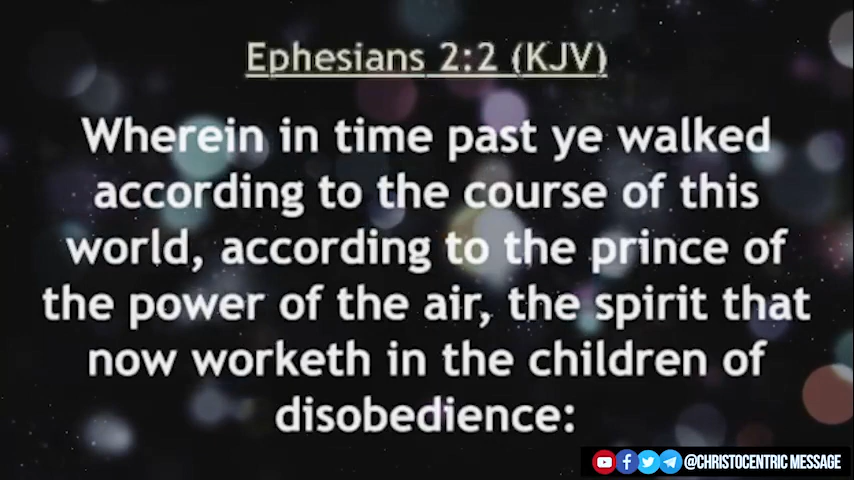 Ephesians 2:2 (KJV)
Wherein in time past ye walked
according to the course of this
world, according to the prince of
the power of the air, the spirit that
now worketh in the children of
disobedience:
@CHRISTOCENTRIC MESSAGE